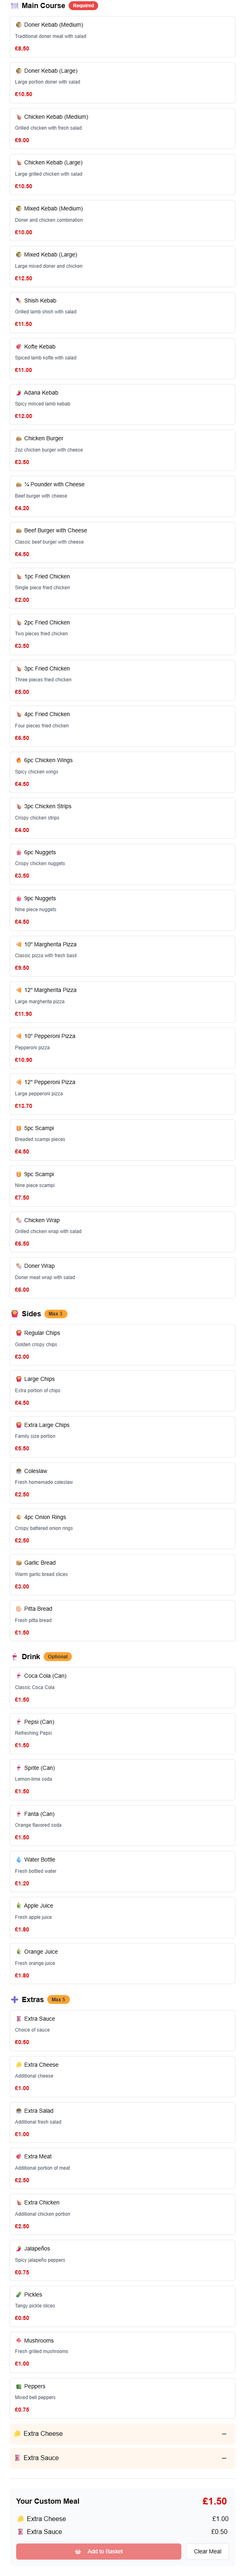 Main Course Required
Doner Kebab (Medium)
Traditional doner meat with salad
£8.50
Doner Kebab (Large)
Large portion doner with salad
£10.50
Chicken Kebab (Medium)
Grilled chicken with fresh salad
£9.00
Chicken Kebab (Large)
Large grilled chicken with salad
£10.50
Mixed Kebab (Medium)
Doner and chicken combination
£10.00
Mixed Kebab (Large)
Large mixed doner and chicken
£12.50
Shish Kebab
Grilled lamb shish with salad
£11.50
Kofte Kebab
Spiced lamb kofte with salad
£11.00
Adana Kebab
Spicy minced lamb kebab
£12.00
Chicken Burger
2oz chicken burger with cheese
£3.50
¼ Pounder with Cheese
Beef burger with cheese
£4.20
Beef Burger with Cheese
Classic beef burger with cheese
£4.50
1pc Fried Chicken
Single piece fried chicken
£2.00
2pc Fried Chicken
Two pieces fried chicken
£3.50
3pc Fried Chicken
Three pieces fried chicken
£5.00
4pc Fried Chicken
Four pieces fried chicken
£6.50
6pc Chicken Wings
Spicy chicken wings
£4.50
3pc Chicken Strips
Crispy chicken strips
£4.00
6pc Nuggets
Crispy chicken nuggets
£3.50
9pc Nuggets
Nine piece nuggets
£4.50
10" Margherita Pizza
Classic pizza with fresh basil
£9.50
12" Margherita Pizza
Large margherita pizza
£11.90
10" Pepperoni Pizza
Pepperoni pizza
£10.90
12" Pepperoni Pizza
Large pepperoni pizza
£13.70
5pc Scampi
Breaded scampi pieces
£4.50
9pc Scampi
Nine piece scampi
£7.50
Chicken Wrap
Grilled chicken wrap with salad
£6.50
Doner Wrap
Doner meat wrap with salad
£6.00
Sides Max 3
Regular Chips
Golden crispy chips
£3.00
Large Chips
Extra portion of chips
£4.50
Extra Large Chips
Family size portion
£5.50
Coleslaw
Fresh homemade coleslaw
£2.50
4pc Onion Rings
Crispy battered onion rings
£2.50
Garlic Bread
Warm garlic bread slices
£3.00
Pitta Bread
Fresh pitta bread
£1.50
Drink Optional
Coca Cola (Can)
Classic Coca Cola
£1.50
Pepsi (Can)
Refreshing Pepsi
£1.50
Sprite (Can)
Lemon-lime soda
£1.50
Fanta (Can)
Orange flavored soda
£1.50
Water Bottle
Fresh bottled water
£1.20
Apple Juice
Fresh apple juice
£1.80
Orange Juice
Fresh orange juice
£1.80
Extras Max 5
Extra Sauce
Choice of sauce
£0.50
Extra Cheese
Additional cheese
£1.00
Extra Salad
Additional fresh salad
£1.00
Extra Meat
Additional portion of meat
£2.50
Extra Chicken
Additional chicken portion
£2.50
Jalapeños
Spicy jalapeño peppers
£0.75
Pickles
Tangy pickle slices
£0.50
Mushrooms
Fresh grilled mushrooms
£1.00
Peppers
Mixed bell peppers
£0.75
Extra Cheese −
Extra Sauce −
Your Custom Meal £1.50
Extra Cheese £1.00
Extra Sauce £0.50
Add to Basket Clear Meal